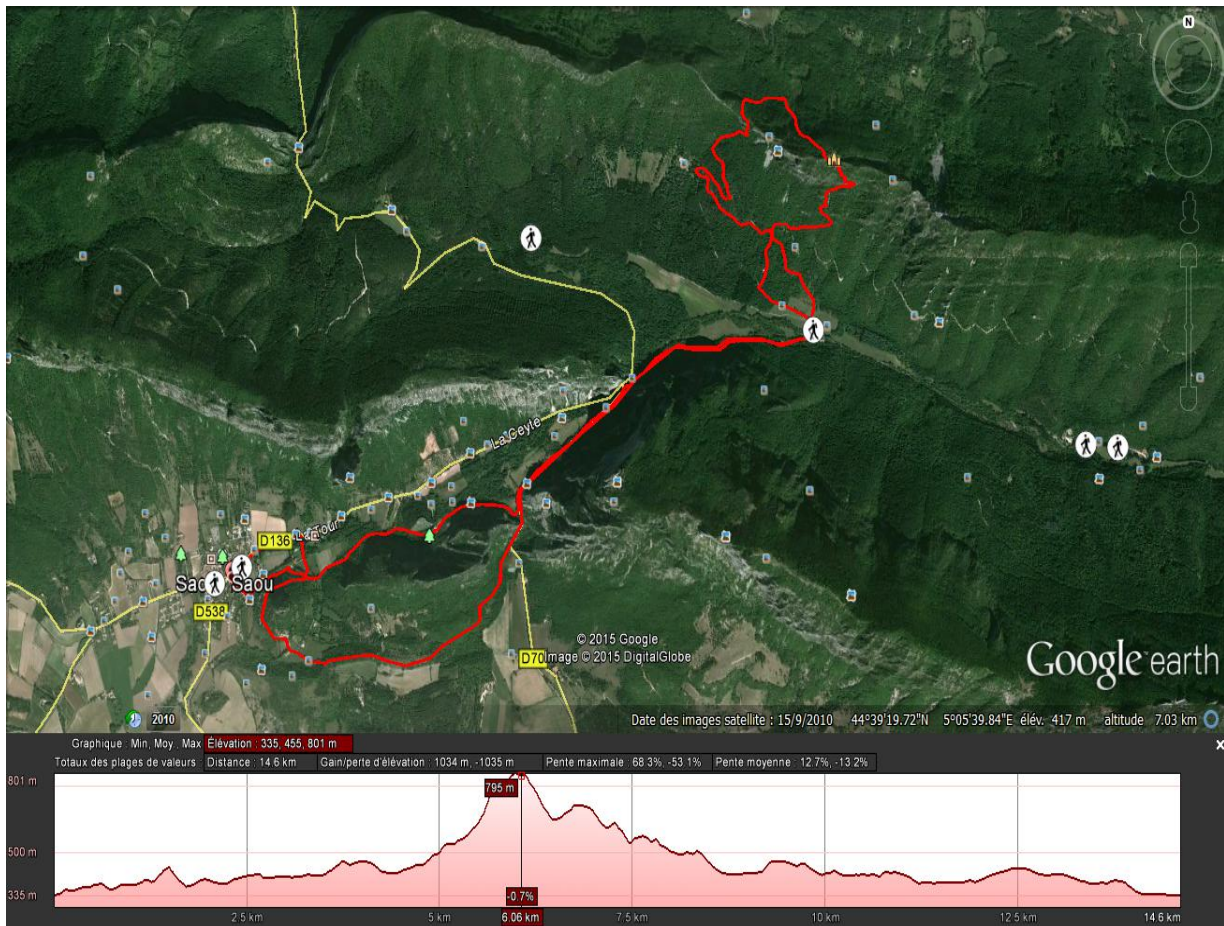 N
La Ceyte
La Tour
D136
Saou
D538
D70
© 2015 Google
Image © 2015 DigitalGlobe
Google earth
2010
Date des images satellite : 15/9/2010 44°39'19.72"N 5°05'39.84"E élév. 417 m altitude 7.03 km
Graphique : Min, Moy., Max Élévation : 335, 455, 801 m
x
Totaux des plages de valeurs : Distance : 14.6 km Gain/perte d'élévation : 1034 m, -1035 m Pente maximale : 68.3%, -53.1% Pente moyenne : 12.7%, -13.2%
801 m
795 m
500 m
335 m
-0.7%
2.5 km 5 km 6.06 km 7.5 km 10 km 12.5 km 14.6 km